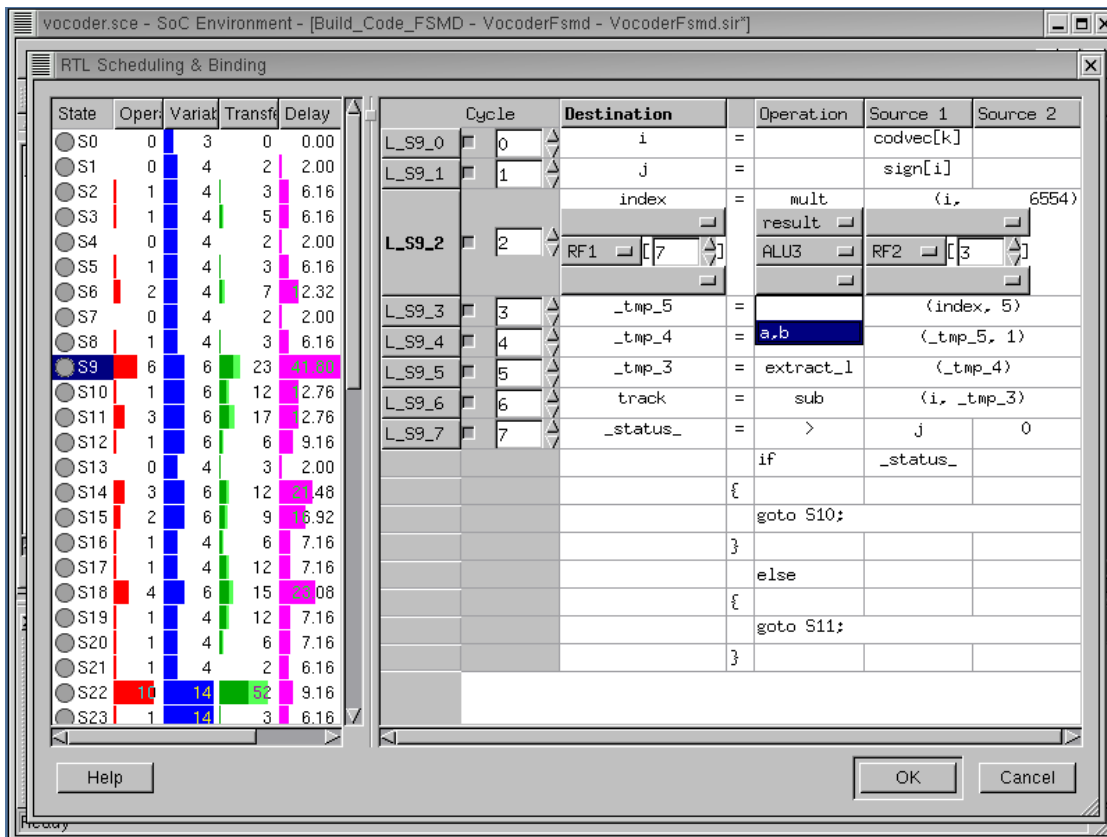 vocoder.sce - SoC Environment - [Build_Code_FSMD - VocoderFsmd - VocoderFsmd.sir*]
RTL Scheduling & Binding
State Opera Variab Transfe Delay
S0 0 3 0 0.00
S1 0 4 2 2.00
S2 1 4 3 6.16
S3 1 4 5 6.16
S4 0 4 2 2.00
S5 1 4 3 6.16
S6 2 4 7 12.32
S7 0 4 2 2.00
S8 1 4 3 6.16
S9 6 6 23 41.80
S10 1 6 12 12.76
S11 3 6 17 12.76
S12 1 6 6 9.16
S13 0 4 3 2.00
S14 3 6 12 21.48
S15 2 6 9 16.92
S16 1 4 6 7.16
S17 1 4 12 7.16
S18 4 6 15 23.08
S19 1 4 12 7.16
S20 1 4 6 7.16
S21 1 4 2 6.16
S22 10 14 52 9.16
S23 1 14 3 6.16
Cycle Destination Operation Source 1 Source 2
L_S9_0 0 i = codvec[k]
L_S9_1 1 j = sign[i]
index = mult (i, 6554)
result
L_S9_2 2 RF1 [7] ALU3 RF2 [3]
L_S9_3 3 _tmp_5 = (index, 5)
L_S9_4 4 _tmp_4 = a,b (_tmp_5, 1)
L_S9_5 5 _tmp_3 = extract_l (_tmp_4)
L_S9_6 6 track = sub (i, _tmp_3)
L_S9_7 7 _status_ = > j 0
if _status_
{
goto S10;
}
else
{
goto S11;
}
Help OK Cancel
Ready